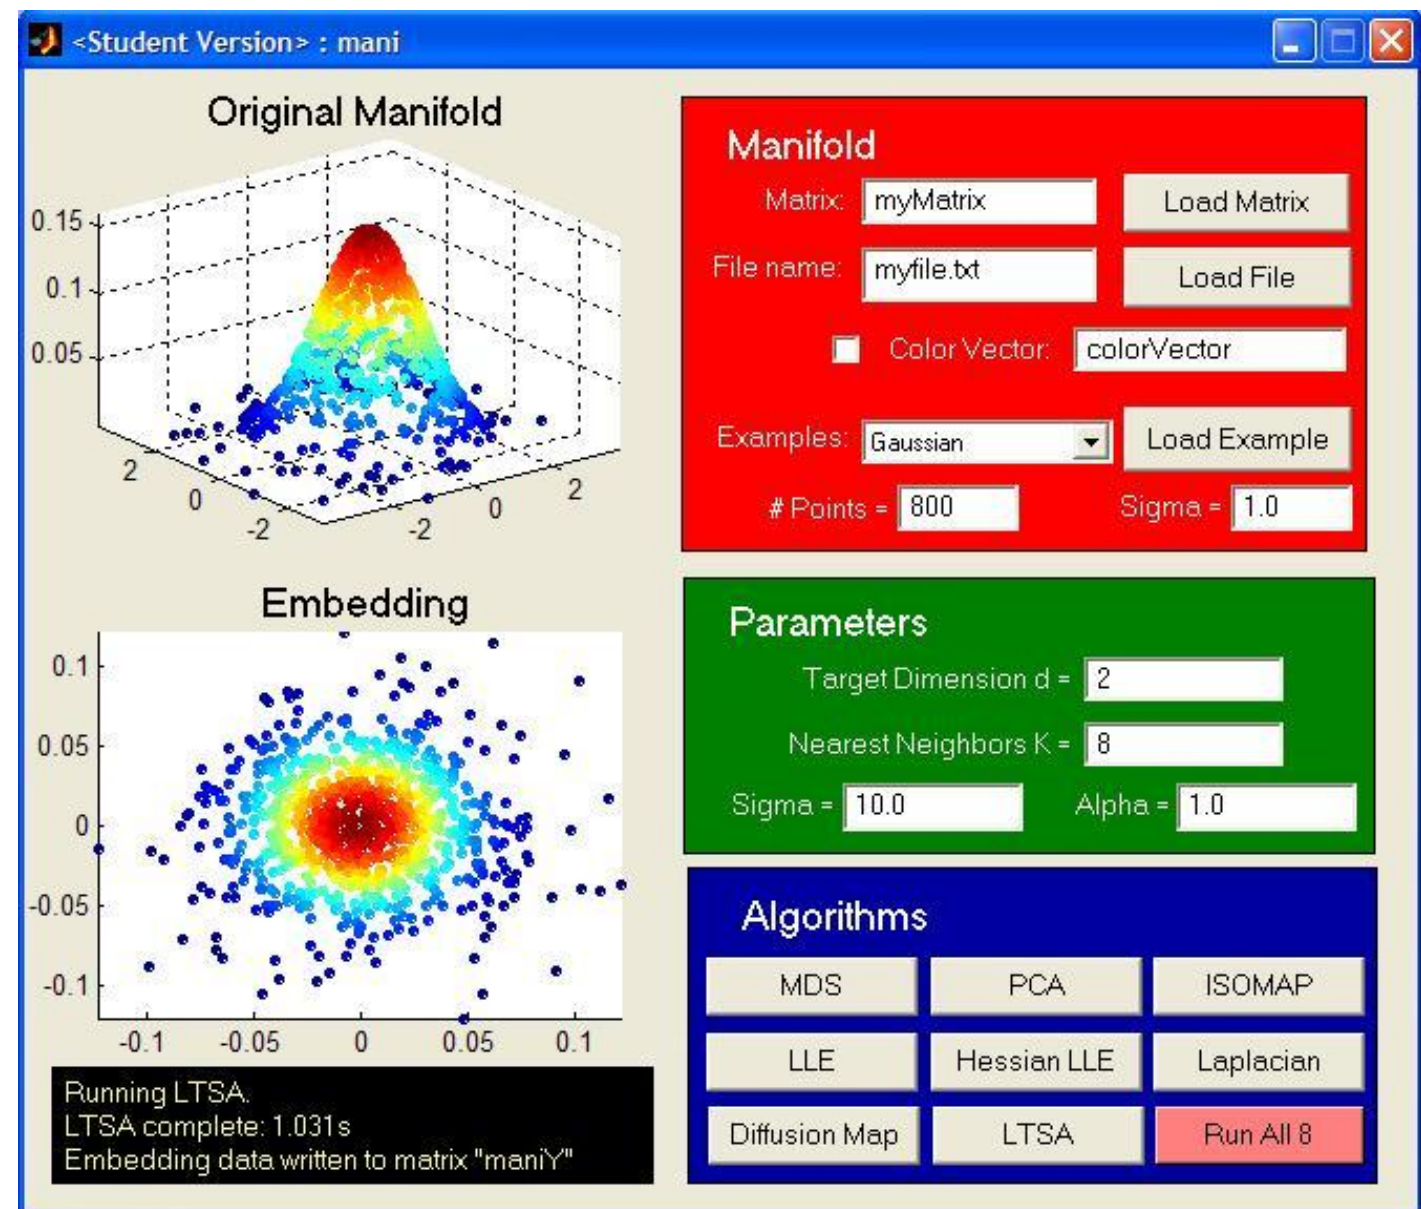 <Student Version> : mani
Original Manifold
0.15
0.1
0.05
2
0
-2
-2
0
2
Embedding
0.1
0.05
0
-0.05
-0.1
-0.1
-0.05
0
0.05
0.1
Running LTSA.
LTSA complete: 1.031s
Embedding data written to matrix "maniY"
Manifold
Matrix: myMatrix Load Matrix
File name: myfile.txt Load File
Color Vector: colorVector
Examples: Gaussian Load Example
# Points = 800 Sigma = 1.0
Parameters
Target Dimension d = 2
Nearest Neighbors K = 8
Sigma = 10.0 Alpha = 1.0
Algorithms
MDS PCA ISOMAP
LLE Hessian LLE Laplacian
Diffusion Map LTSA Run All 8